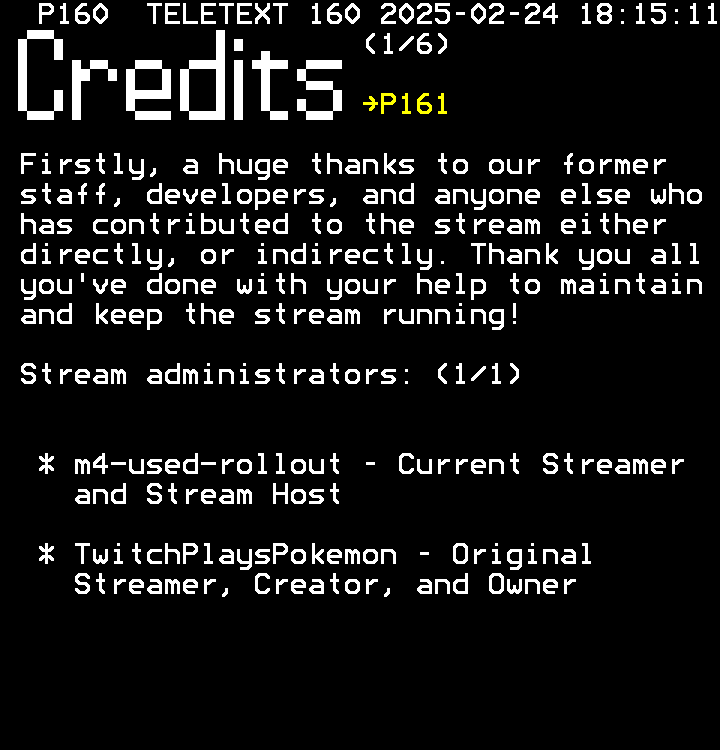 P160  TELETEXT 160 2025-02-24 18:15:11
Credits (1/6)
→P161
Firstly, a huge thanks to our former
staff, developers, and anyone else who
has contributed to the stream either
directly, or indirectly. Thank you all
you've done with your help to maintain
and keep the stream running!
Stream administrators: (1/1)
* m4-used-rollout - Current Streamer
and Stream Host
* TwitchPlaysPokemon - Original
Streamer, Creator, and Owner